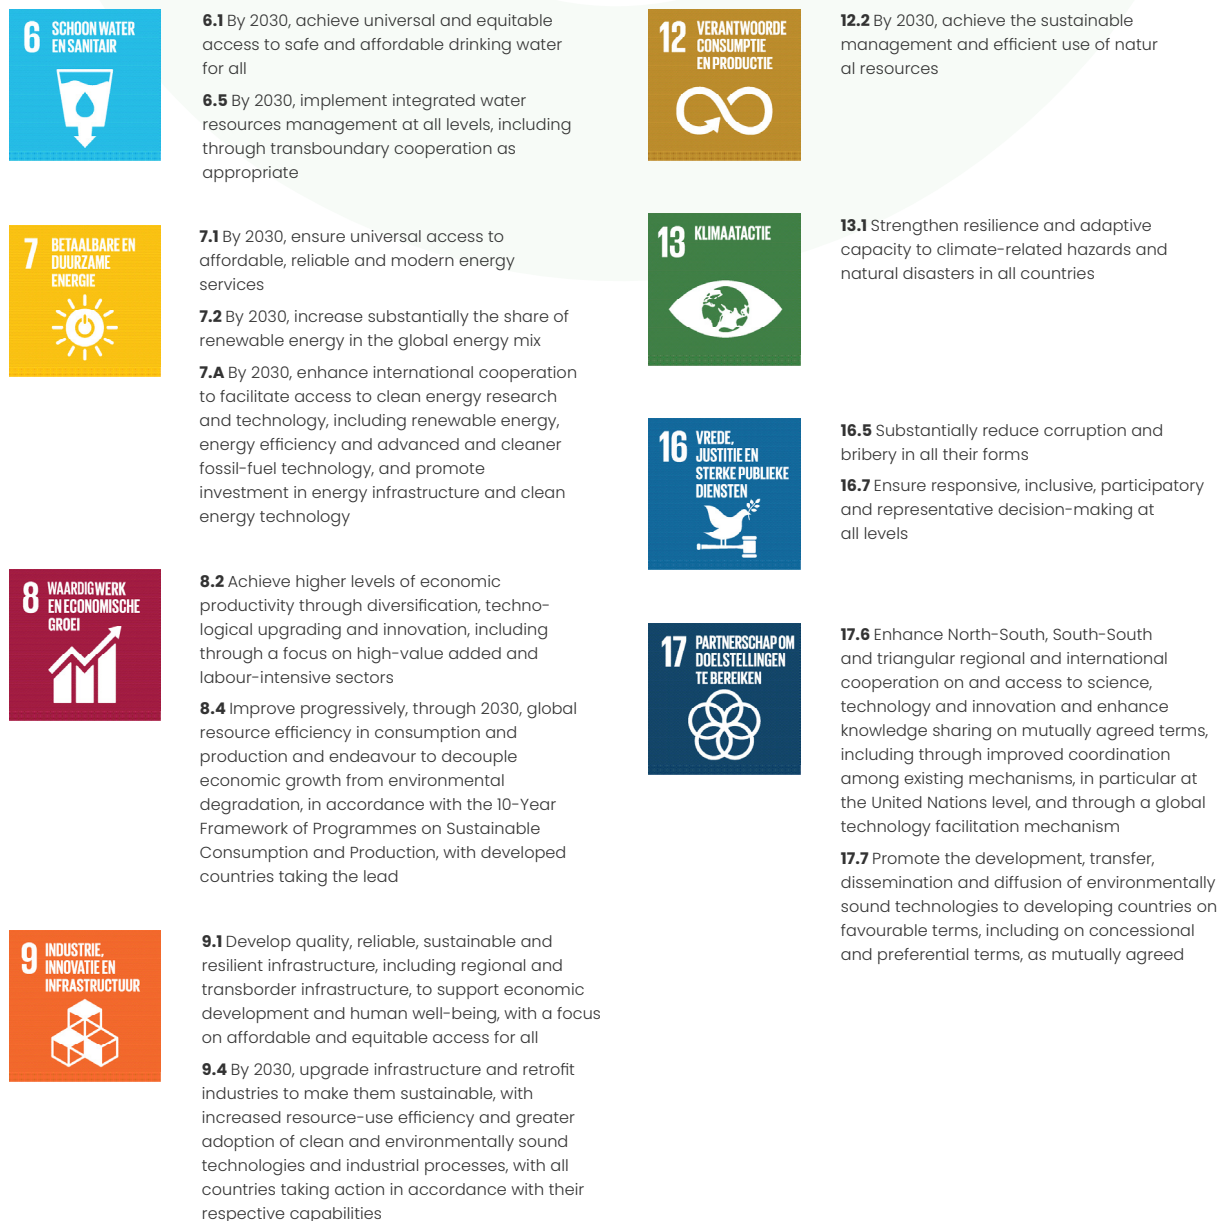 6 SCHOON WATER
EN SANITAIR
6.1 By 2030, achieve universal and equitable
access to safe and affordable drinking water
for all
6.5 By 2030, implement integrated water
resources management at all levels, including
through transboundary cooperation as
appropriate
7 BETAALBARE EN
DUURZAME
ENERGIE
7.1 By 2030, ensure universal access to
affordable, reliable and modern energy
services
7.2 By 2030, increase substantially the share of
renewable energy in the global energy mix
7.A By 2030, enhance international cooperation
to facilitate access to clean energy research
and technology, including renewable energy,
energy efficiency and advanced and cleaner
fossil-fuel technology, and promote
investment in energy infrastructure and clean
energy technology
8 WAARDIG WERK
EN ECONOMISCHE
GROEI
8.2 Achieve higher levels of economic
productivity through diversification, techno-
logical upgrading and innovation, including
through a focus on high-value added and
labour-intensive sectors
8.4 Improve progressively, through 2030, global
resource efficiency in consumption and
production and endeavour to decouple
economic growth from environmental
degradation, in accordance with the 10-Year
Framework of Programmes on Sustainable
Consumption and Production, with developed
countries taking the lead
9 INDUSTRIE,
INNOVATIE EN
INFRASTRUCTUUR
9.1 Develop quality, reliable, sustainable and
resilient infrastructure, including regional and
transborder infrastructure, to support economic
development and human well-being, with a focus
on affordable and equitable access for all
9.4 By 2030, upgrade infrastructure and retrofit
industries to make them sustainable, with
increased resource-use efficiency and greater
adoption of clean and environmentally sound
technologies and industrial processes, with all
countries taking action in accordance with their
respective capabilities
12 VERANTWOORDE
CONSUMPTIE
EN PRODUCTIE
12.2 By 2030, achieve the sustainable
management and efficient use of natur
al resources
13 KLIMAATACTIE
13.1 Strengthen resilience and adaptive
capacity to climate-related hazards and
natural disasters in all countries
16 VREDE,
JUSTITIE EN
STERKE PUBLIEKE
DIENSTEN
16.5 Substantially reduce corruption and
bribery in all their forms
16.7 Ensure responsive, inclusive, participatory
and representative decision-making at
all levels
17 PARTNERSCHAP OM
DOELSTELLINGEN
TE BEREIKEN
17.6 Enhance North-South, South-South
and triangular regional and international
cooperation on and access to science,
technology and innovation and enhance
knowledge sharing on mutually agreed terms,
including through improved coordination
among existing mechanisms, in particular at
the United Nations level, and through a global
technology facilitation mechanism
17.7 Promote the development, transfer,
dissemination and diffusion of environmentally
sound technologies to developing countries on
favourable terms, including on concessional
and preferential terms, as mutually agreed